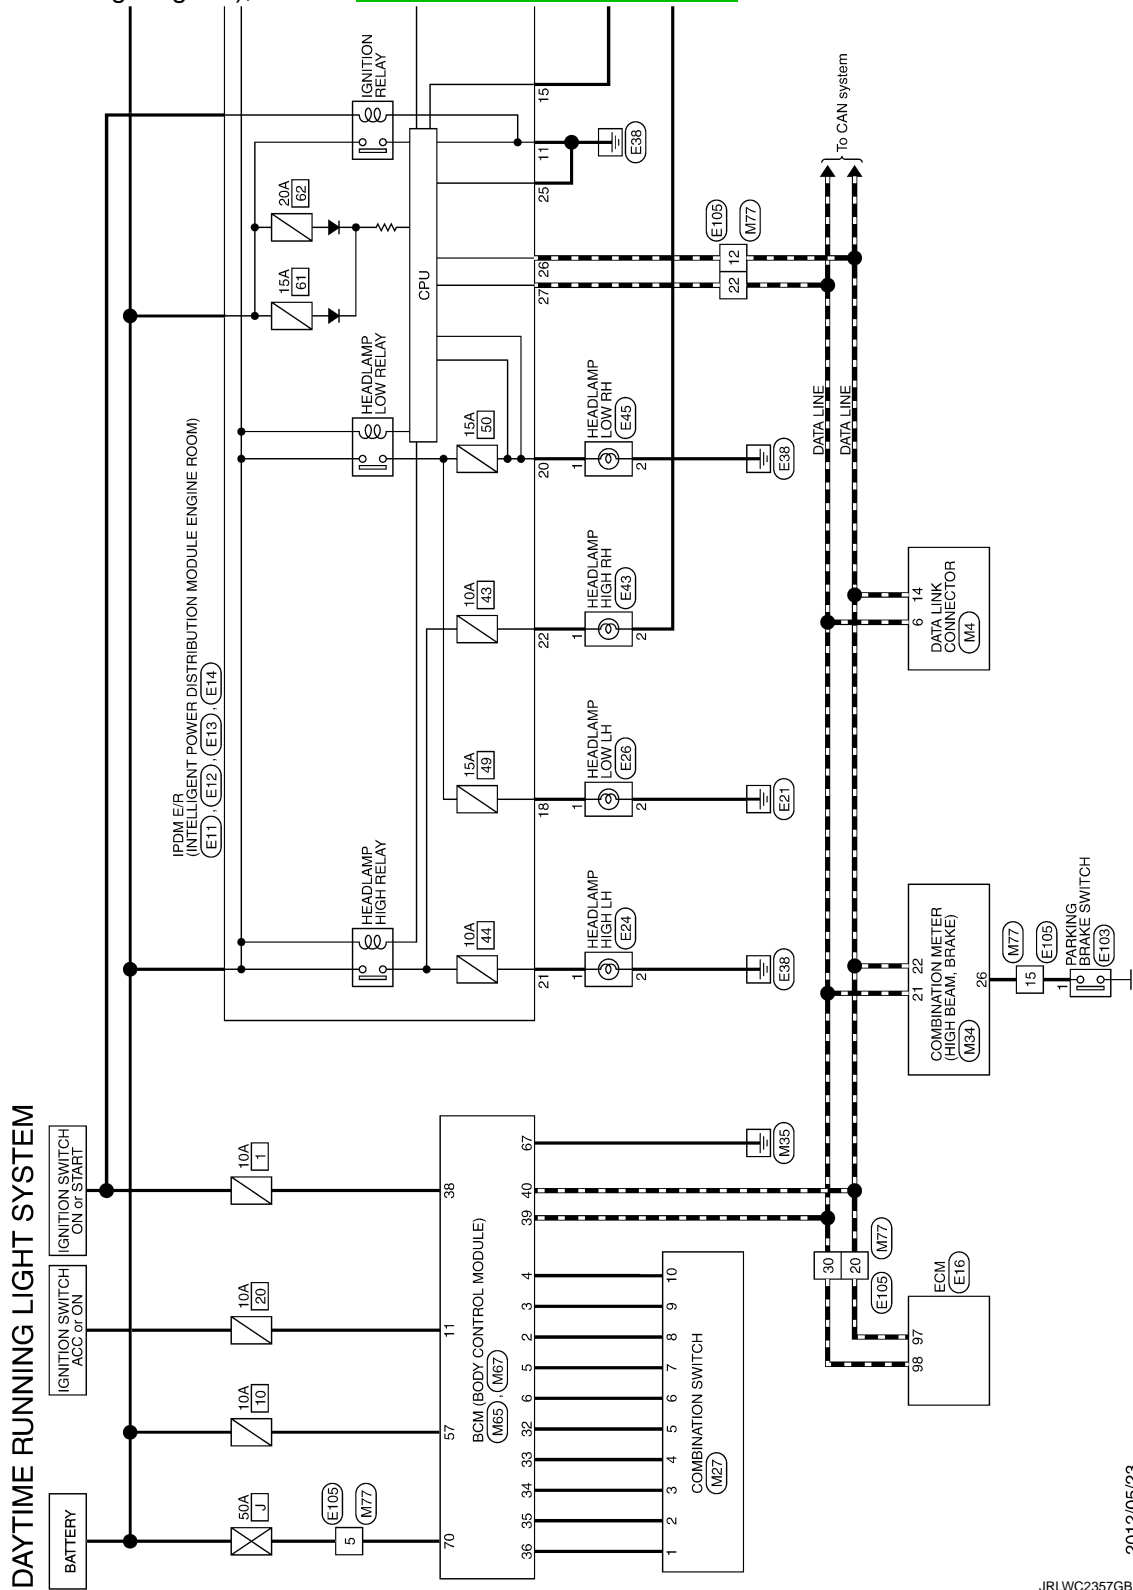 DAYTIME RUNNING LIGHT SYSTEM
BATTERY
IGNITION SWITCH
ACC or ON
IGNITION SWITCH
ON or START
50A
J
10A
10
10A
20
10A
1
5
E105
M77
70
57
11
38
BCM (BODY CONTROL MODULE)
M65 , M67
36
35
34
33
32
6
5
2
3
4
39
40
67
1
2
3
4
5
6
7
8
9
10
COMBINATION SWITCH
M27
M35
IPDM E/R
(INTELLIGENT POWER DISTRIBUTION MODULE ENGINE ROOM)
E11 , E12 , E13 , E14
HEADLAMP
HIGH RELAY
HEADLAMP
LOW RELAY
15A
61
20A
62
IGNITION
RELAY
CPU
10A
44
15A
49
10A
43
15A
50
21
18
22
20
27
26
25
11
15
1
HEADLAMP
HIGH LH
E24
2
E38
1
HEADLAMP
LOW LH
E26
2
E21
1
HEADLAMP
HIGH RH
E43
2
1
HEADLAMP
LOW RH
E45
2
E38
E38
22
12
E105
M77
DATA LINE
DATA LINE
To CAN system
30
20
E105
M77
98
97
ECM
E16
21
22
COMBINATION METER
(HIGH BEAM, BRAKE)
M34
26
15
M77
E105
1
PARKING
BRAKE SWITCH
E103
6
14
DATA LINK
CONNECTOR
M4
JRLWC2357GB